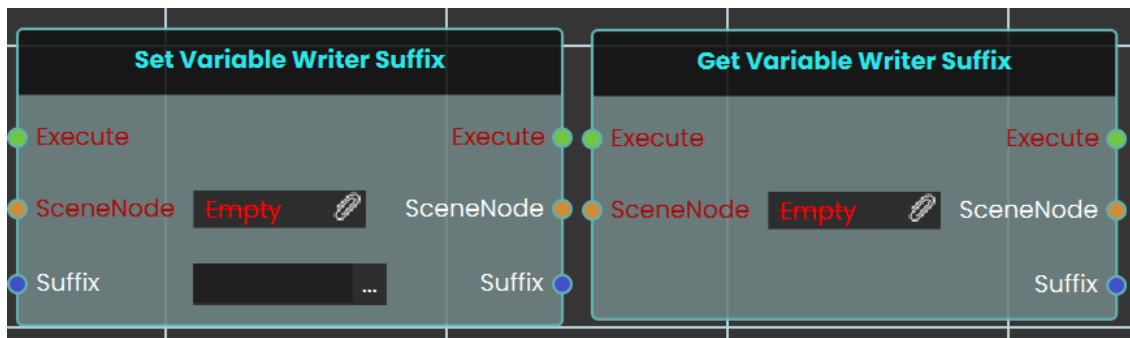 Set Variable Writer Suffix
Execute Execute
SceneNode Empty SceneNode
Suffix ... Suffix
Get Variable Writer Suffix
Execute Execute
SceneNode Empty SceneNode
Suffix